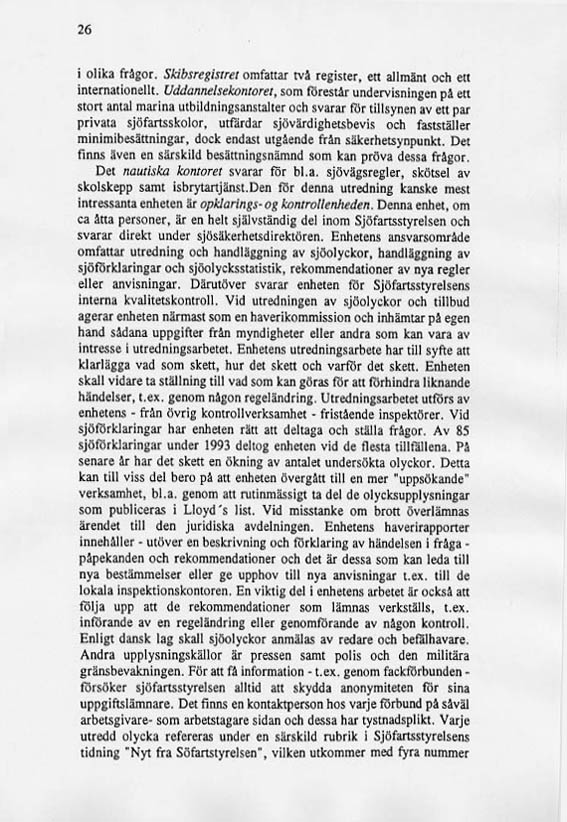 26
i olika frågor. Skibsregistret omfattar två register, ett allmänt och ett
internationellt. Uddannelsekontoret, som förestår undervisningen på ett
stort antal marina utbildningsanstalter och svarar för tillsynen av ett par
privata sjöfartsskolor, utfärdar sjövärdighetsbevis och fastställer
minimibesättningar, dock endast utgående från säkerhetsynpunkt. Det
finns även en särskild besättningsnämnd som kan pröva dessa frågor.
Det nautiska kontoret svarar för bl.a. sjövägsregler, skötsel av
skolskepp samt isbrytartjänst.Den för denna utredning kanske mest
intressanta enheten är opklarings- og kontrollenheden. Denna enhet, om
ca åtta personer, är en helt självständig del inom Sjöfartsstyrelsen och
svarar direkt under sjösäkerhetsdirektören. Enhetens ansvarsområde
omfattar utredning och handläggning av sjöolyckor, handläggning av
sjöförklaringar och sjöolycksstatistik, rekommendationer av nya regler
eller anvisningar. Därutöver svarar enheten för Sjöfartsstyrelsens
interna kvalitetskontroll. Vid utredningen av sjöolyckor och tillbud
agerar enheten närmast som en haverikommission och inhämtar på egen
hand sådana uppgifter från myndigheter eller andra som kan vara av
intresse i utredningsarbetet. Enhetens utredningsarbete har till syfte att
klarlägga vad som skett, hur det skett och varför det skett. Enheten
skall vidare ta ställning till vad som kan göras för att förhindra liknande
händelser, t.ex. genom någon regeländring. Utredningsarbetet utförs av
enhetens - från övrig kontrollverksamhet - fristående inspektörer. Vid
sjöförklaringar har enheten rätt att deltaga och ställa frågor. Av 85
sjöförklaringar under 1993 deltog enheten vid de flesta tillfällena. På
senare år har det skett en ökning av antalet undersökta olyckor. Detta
kan till viss del bero på att enheten övergått till en mer "uppsökande"
verksamhet, bl.a. genom att rutinmässigt ta del de olycksupplysningar
som publiceras i Lloyd´s list. Vid misstanke om brott överlämnas
ärendet till den juridiska avdelningen. Enhetens haverirapporter
innehåller - utöver en beskrivning och förklaring av händelsen i fråga -
påpekanden och rekommendationer och det är dessa som kan leda till
nya bestämmelser eller ge upphov till nya anvisningar t.ex. till de
lokala inspektionskontoren. En viktig del i enhetens arbetet är också att
följa upp att de rekommendationer som lämnas verkställs, t.ex.
införande av en regeländring eller genomförande av någon kontroll.
Enligt dansk lag skall sjöolyckor anmälas av redare och befälhavare.
Andra upplysningskällor är pressen samt polis och den militära
gränsbevakningen. För att få information - t.ex. genom fackförbunden -
försöker sjöfartsstyrelsen alltid att skydda anonymiteten för sina
uppgiftslämnare. Det finns en kontaktperson hos varje förbund på såväl
arbetsgivare- som arbetstagare sidan och dessa har tystnadsplikt. Varje
utredd olycka refereras under en särskild rubrik i Sjöfartsstyrelsens
tidning "Nyt fra Söfartstyrelsen", vilken utkommer med fyra nummer